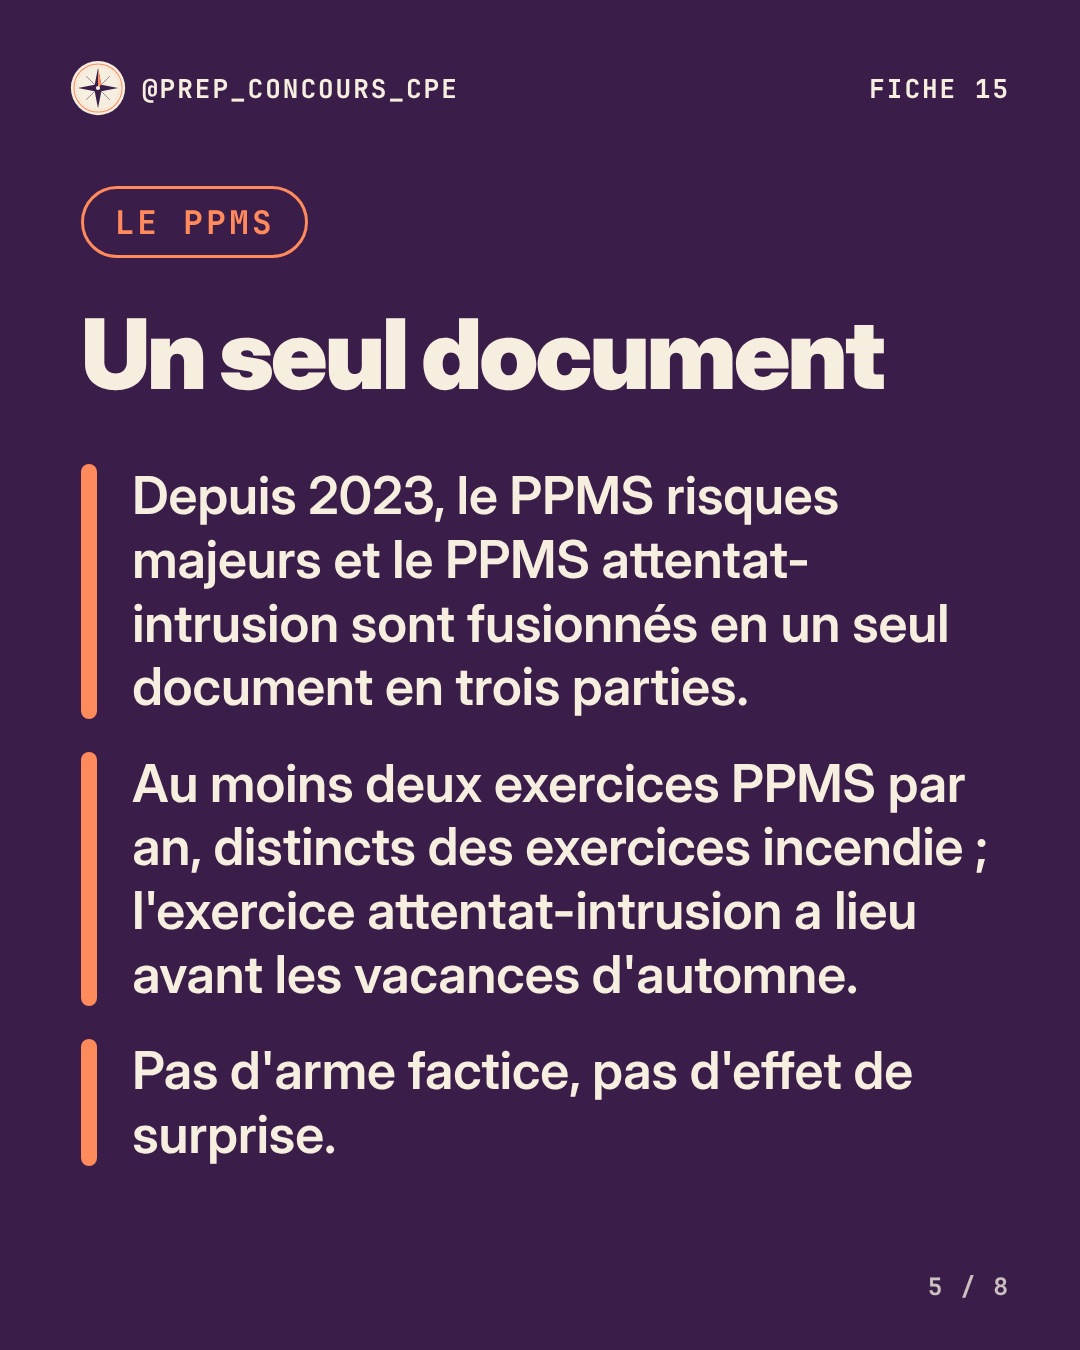 @PREP_CONCOURS_CPE
FICHE 15
LE PPMS
Un seul document
Depuis 2023, le PPMS risques
majeurs et le PPMS attentat-
intrusion sont fusionnés en un seul
document en trois parties.
Au moins deux exercices PPMS par
an, distincts des exercices incendie ;
l'exercice attentat-intrusion a lieu
avant les vacances d'automne.
Pas d'arme factice, pas d'effet de
surprise.
5 / 8